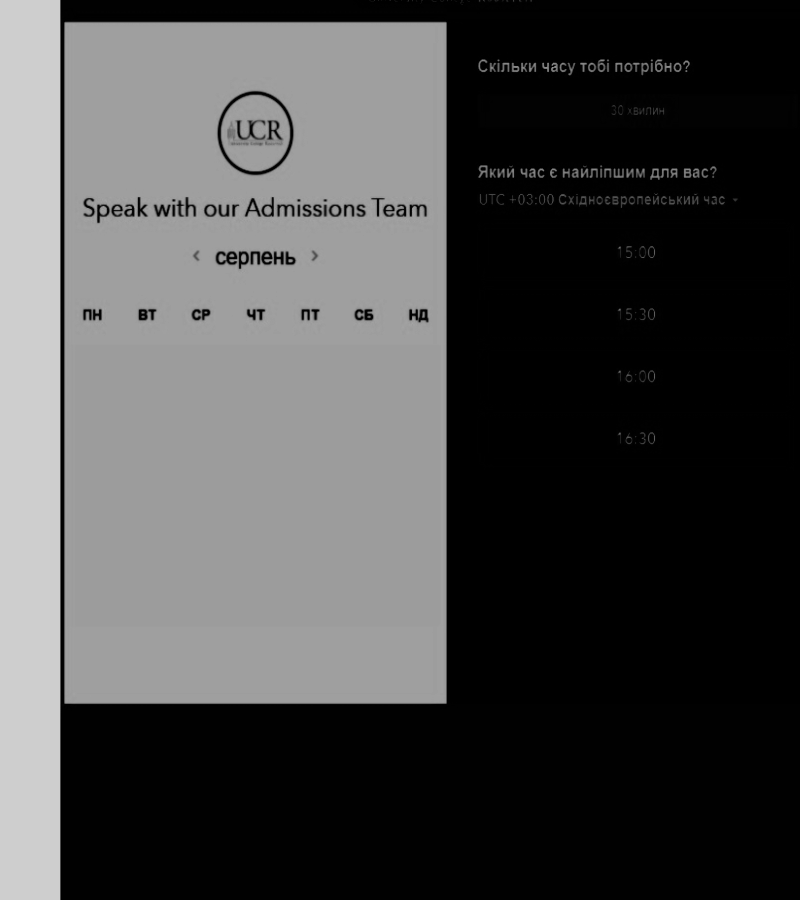 UCR
Speak with our Admissions Team
< серпень >
ПН ВТ СР ЧТ ПТ СБ НД
Скільки часу тобі потрібно?
30 хвилин
Який час є найліпшим для вас?
UTC +03:00 Східноєвропейський час
15:00
15:30
16:00
16:30